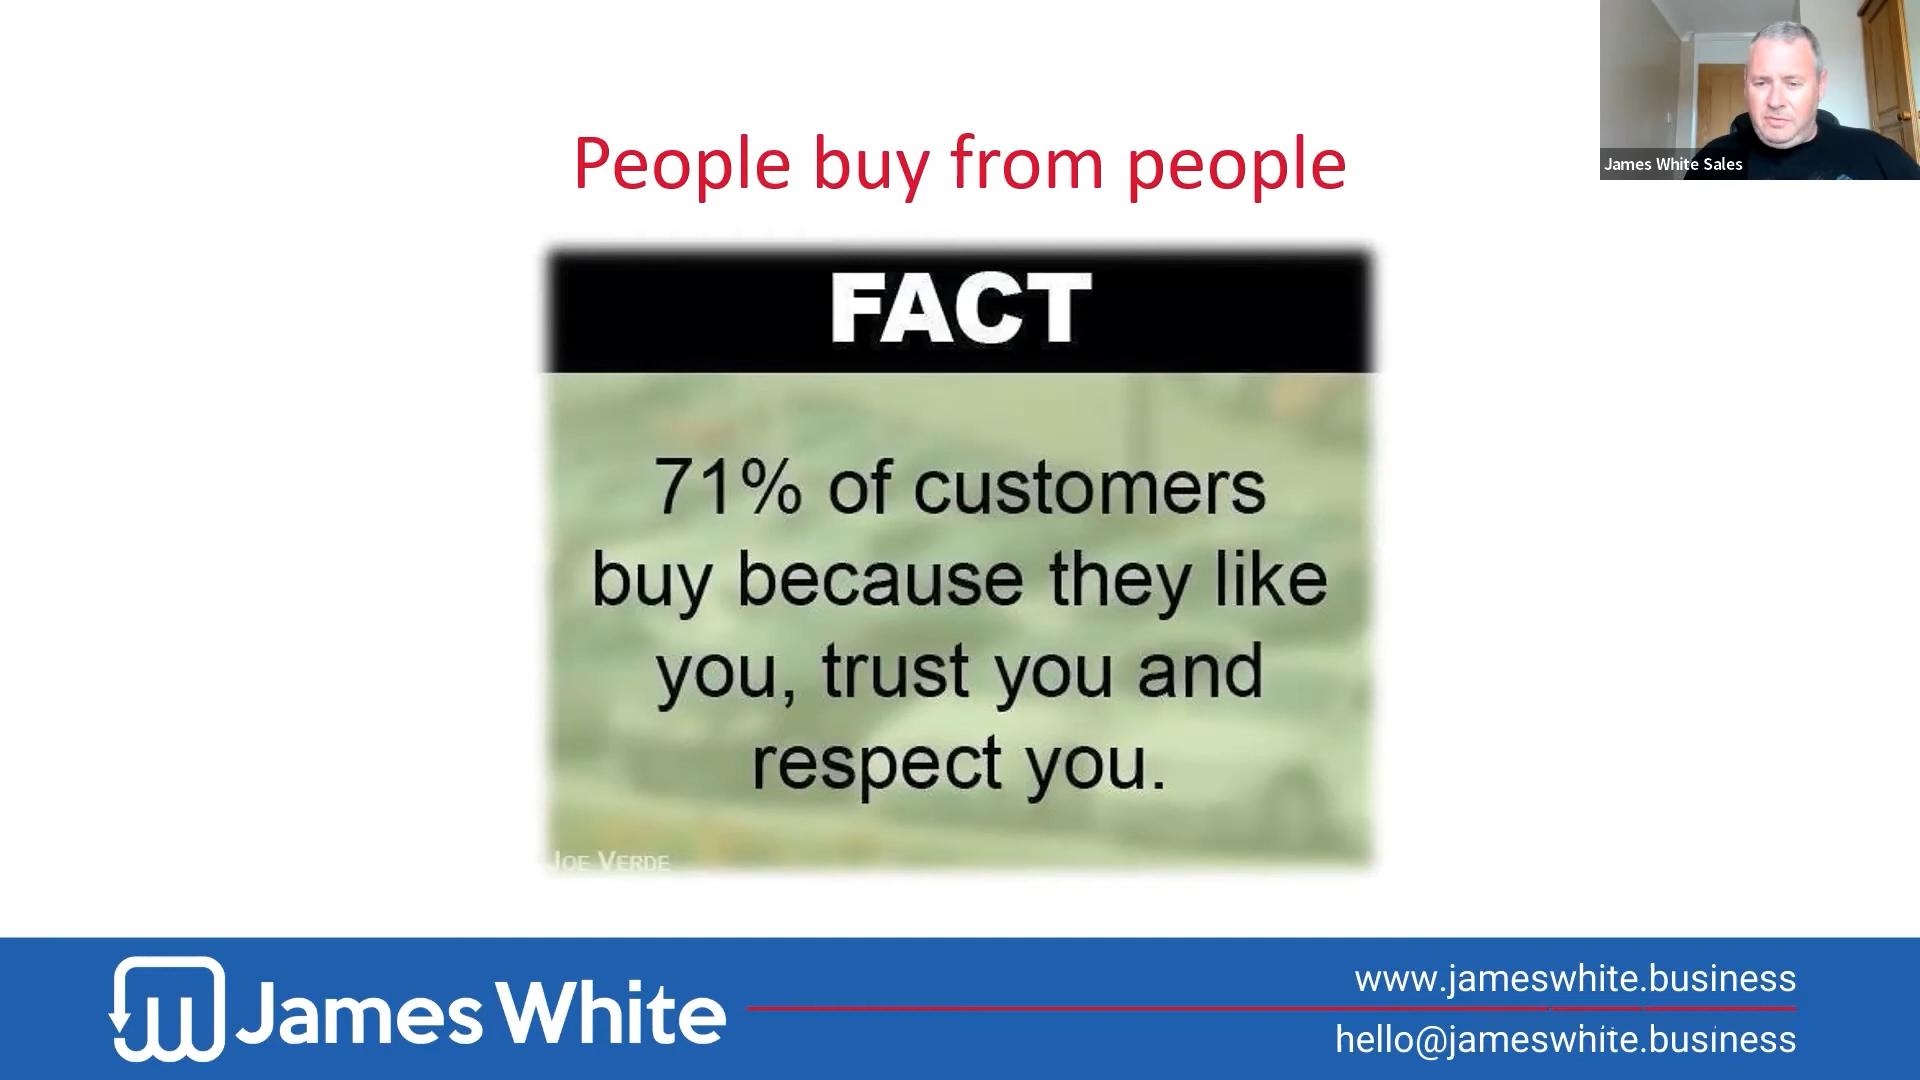 People buy from people
James White Sales
FACT
71% of customers
buy because they like
you, trust you and
respect you.
JOE VERDE
James White
www.jameswhite.business
hello@jameswhite.business